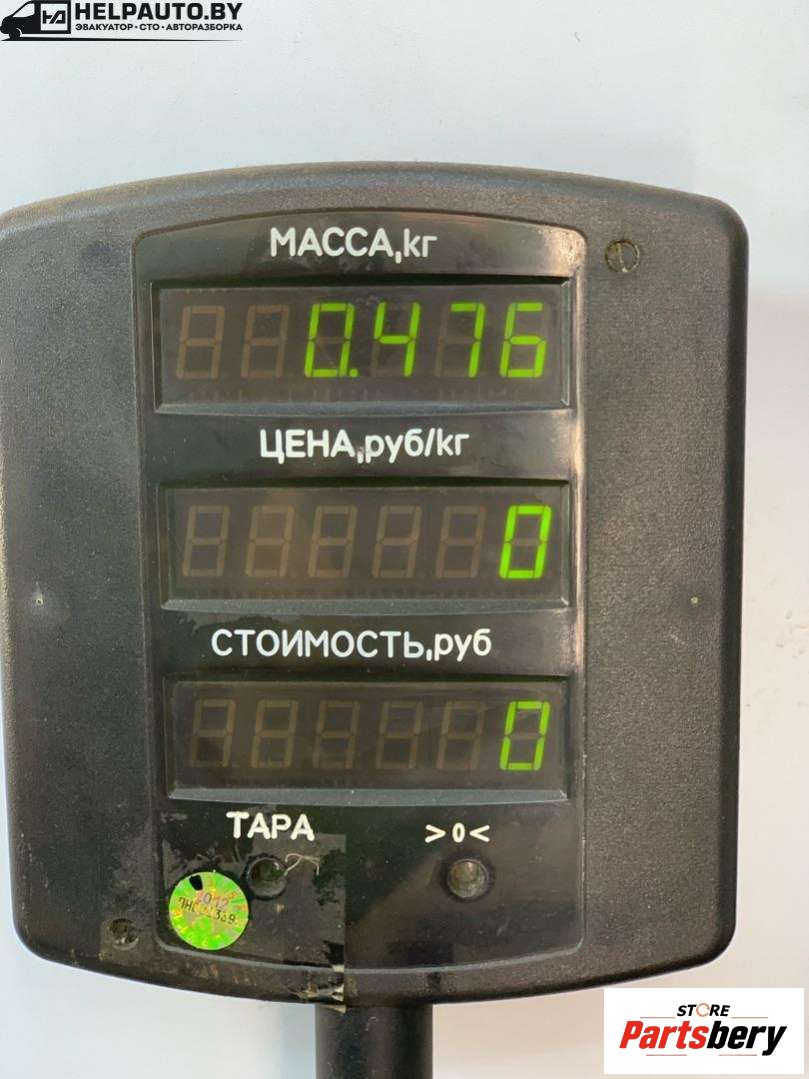 HELPAUTO.BY
ЭВАКУАТОР • СТО • АВТОРАЗБОРКА
МАССА,кг
0.476
ЦЕНА,руб/кг
0
СТОИМОСТЬ,руб
0
ТАРА >0<
2012
STORE
Partsbery